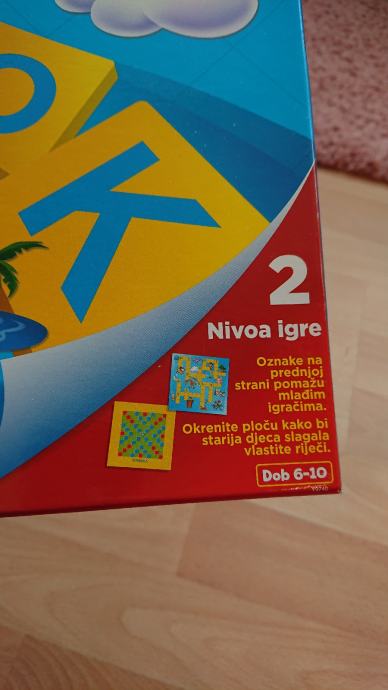 OK
2
Nivoa igre
Oznake na
prednjoj
strani pomažu
mlađim
igračima.
Okrenite ploču kako bi
starija djeca slagala
vlastite riječi.
Dob 6-10